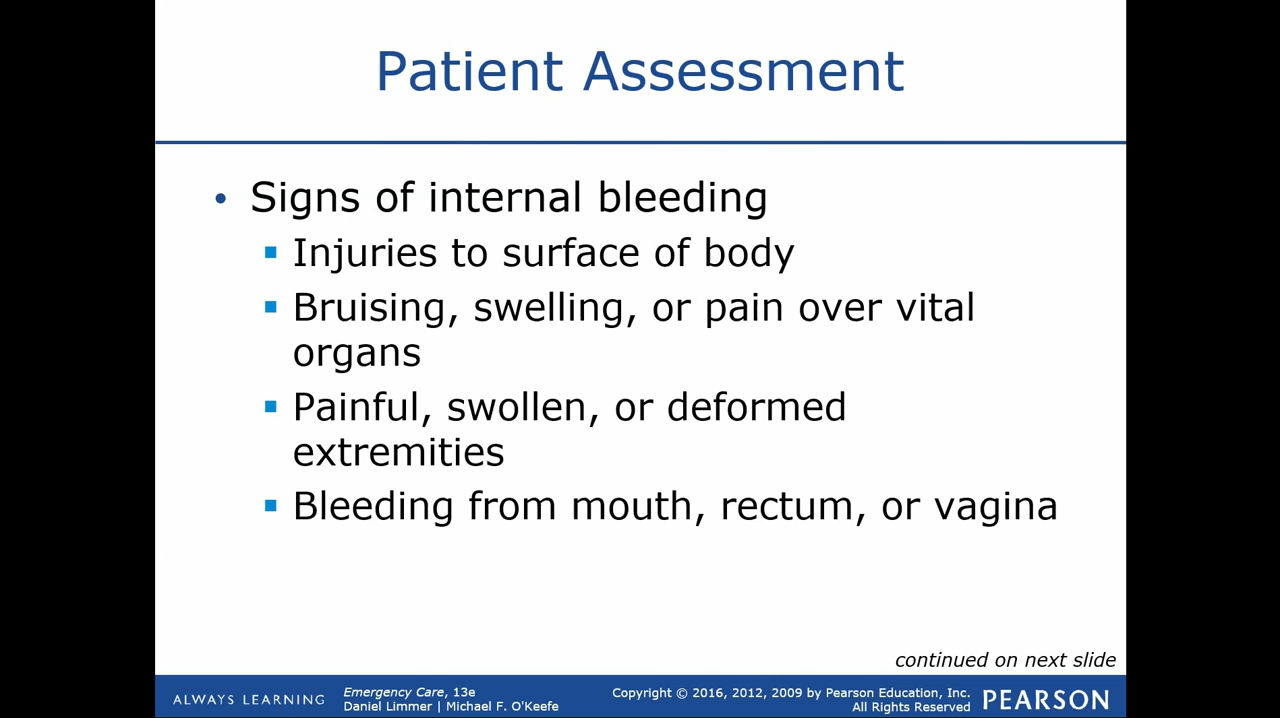 Patient Assessment
• Signs of internal bleeding
▪ Injuries to surface of body
▪ Bruising, swelling, or pain over vital
organs
▪ Painful, swollen, or deformed
extremities
▪ Bleeding from mouth, rectum, or vagina
continued on next slide
ALWAYS LEARNING
Emergency Care, 13e
Daniel Limmer | Michael F. O'Keefe
Copyright © 2016, 2012, 2009 by Pearson Education, Inc.
All Rights Reserved
PEARSON